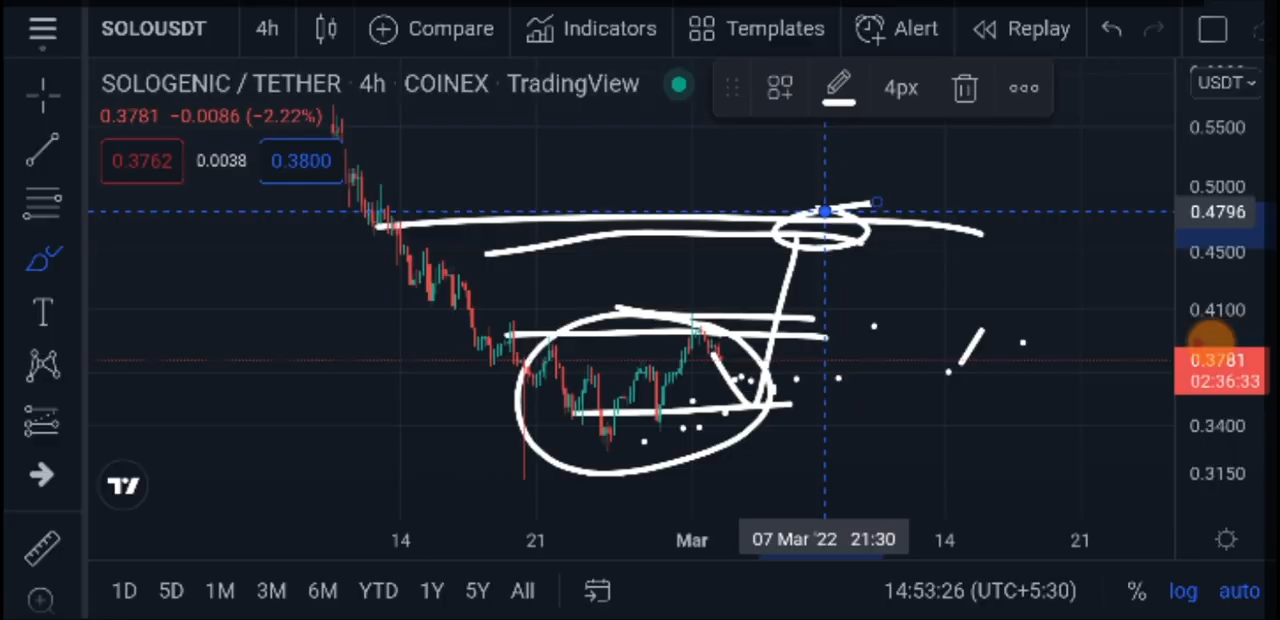 SOLOUSDT 4h Compare Indicators Templates Alert Replay
SOLOGENIC / TETHER · 4h · COINEX · TradingView
4px
USDT
0.3781 −0.0086 (−2.22%)
0.3762 0.0038 0.3800
0.5500
0.5000
0.4796
0.4500
0.4100
0.3781
02:36:33
0.3400
0.3150
14 21 Mar 07 Mar '22 21:30 14 21
1D 5D 1M 3M 6M YTD 1Y 5Y All 14:53:26 (UTC+5:30) % log auto